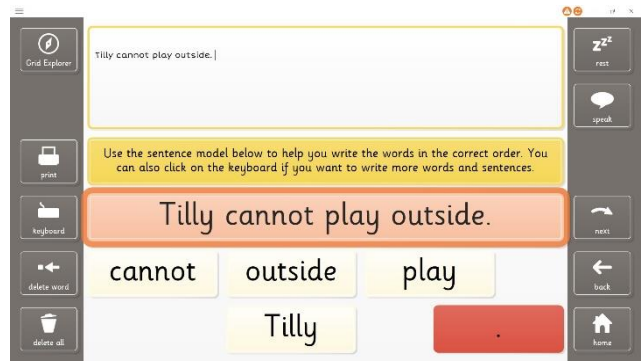 Grid Explorer
Tilly cannot play outside.
zzz
rest
speak
print
Use the sentence model below to help you write the words in the correct order. You
can also click on the keyboard if you want to write more words and sentences.
keyboard
Tilly cannot play outside.
next
delete word
cannot
outside
play
back
delete all
Tilly
.
home